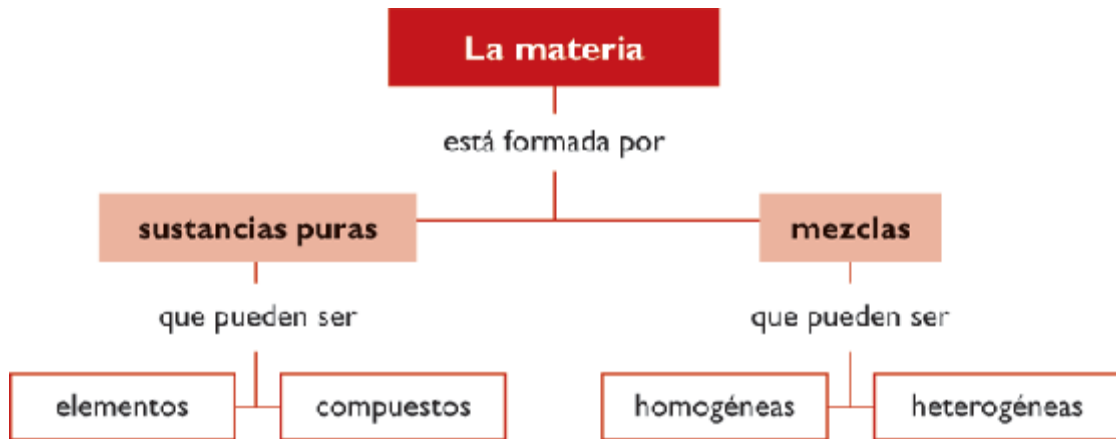 La materia
está formada por
sustancias puras
mezclas
que pueden ser
que pueden ser
elementos
compuestos
homogéneas
heterogéneas